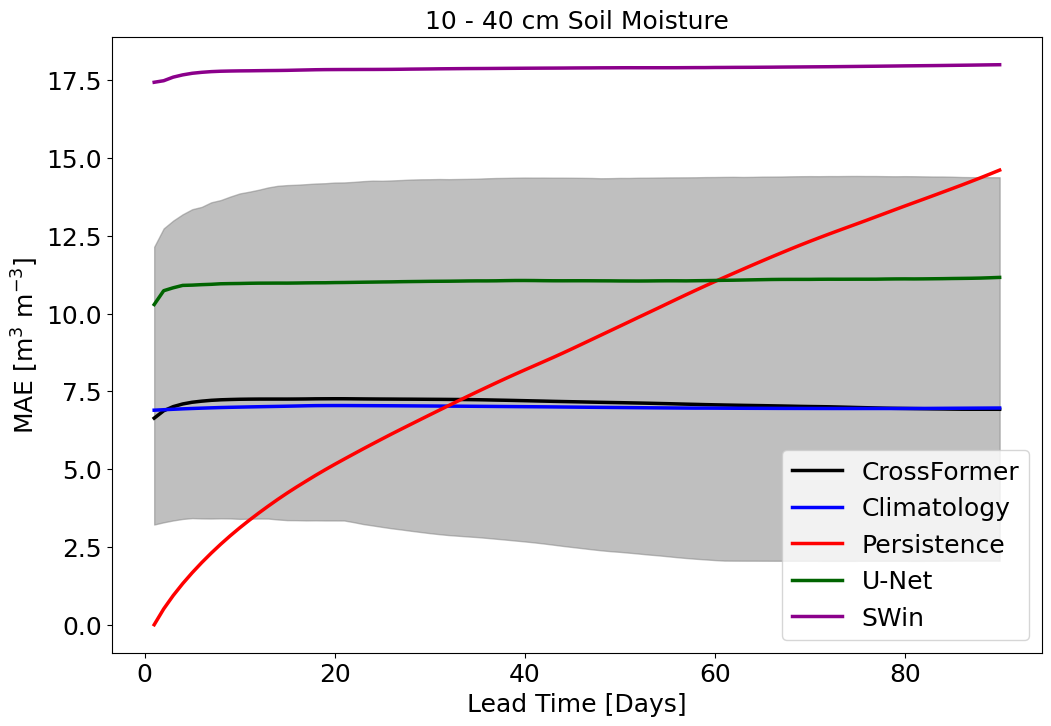 10 - 40 cm Soil Moisture
MAE [m³ m⁻³]
17.5
15.0
12.5
10.0
7.5
5.0
2.5
0.0
0 20 40 60 80
Lead Time [Days]
CrossFormer
Climatology
Persistence
U-Net
SWin